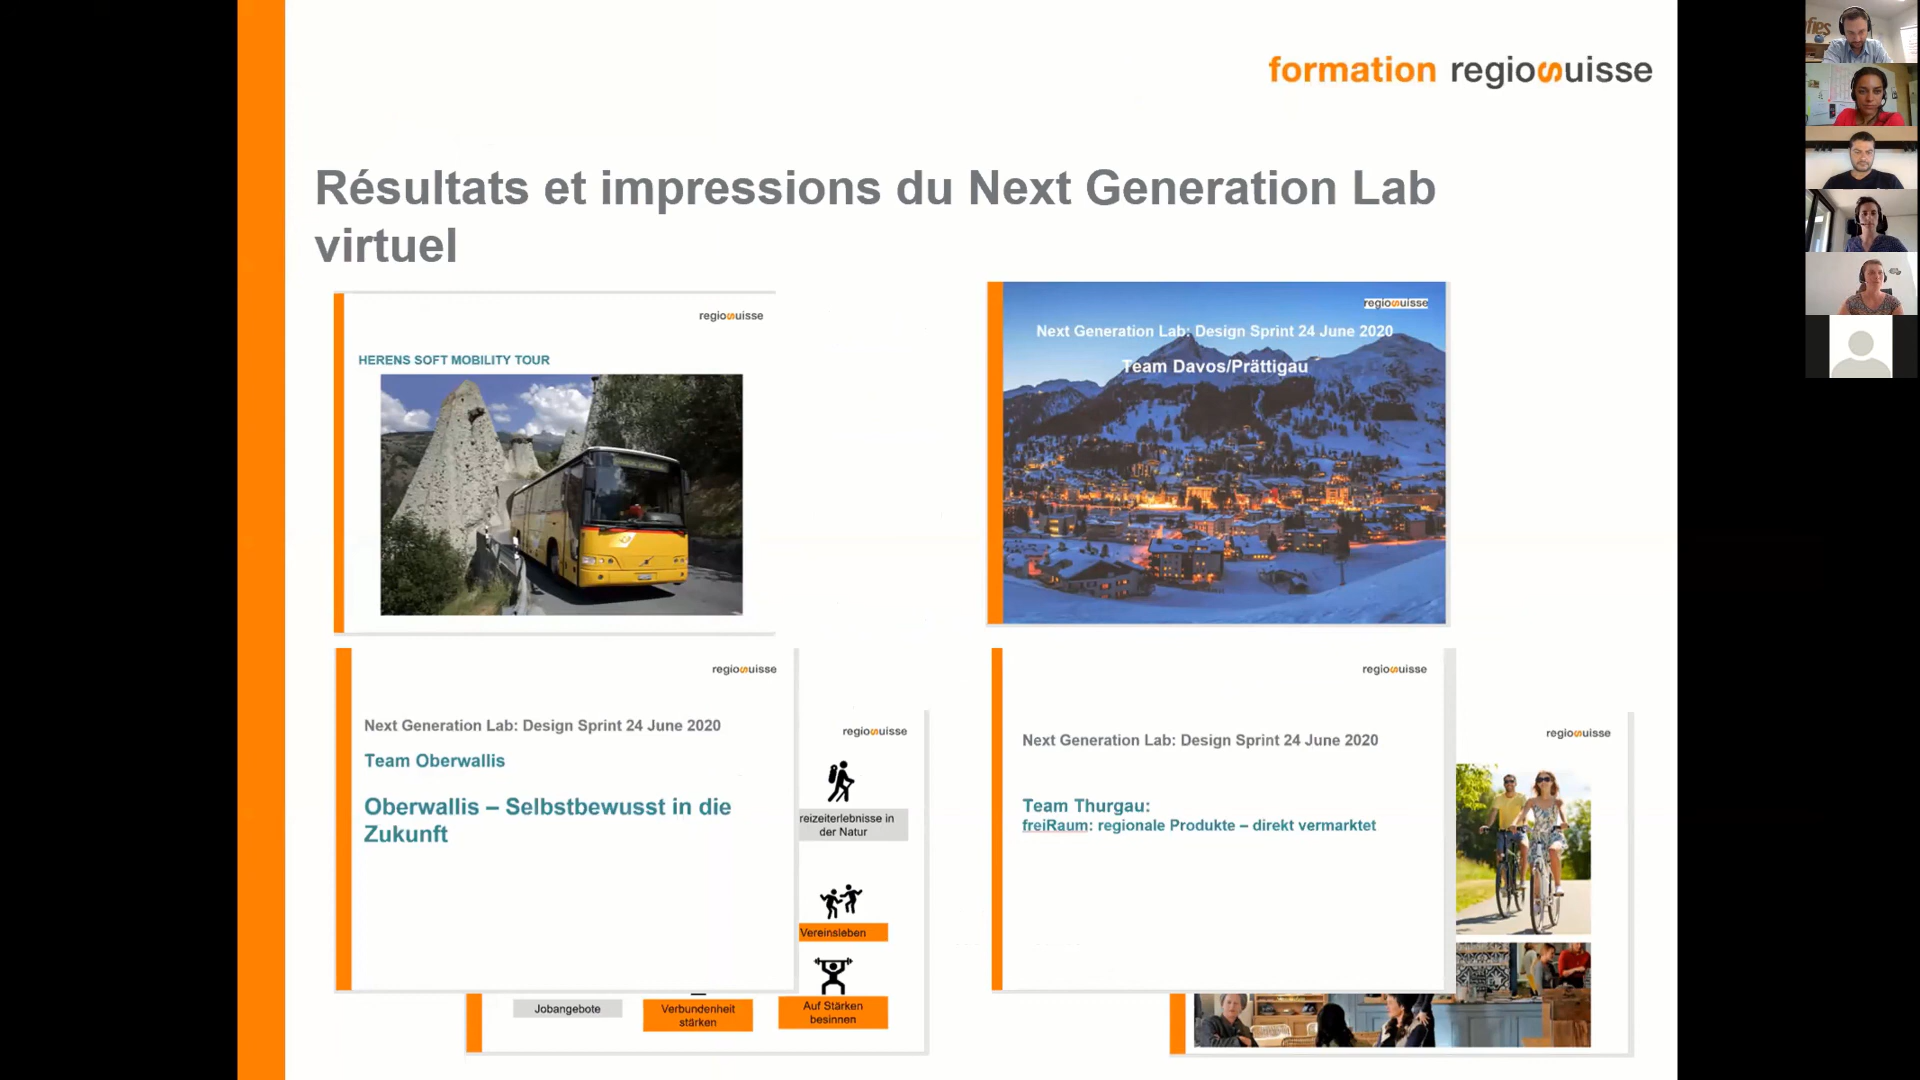 formation regiosuisse
Résultats et impressions du Next Generation Lab
virtuel
regiosuisse
HERENS SOFT MOBILITY TOUR
regiosuisse
Next Generation Lab: Design Sprint 24 June 2020
Team Davos/Prättigau
regiosuisse
Next Generation Lab: Design Sprint 24 June 2020
Team Oberwallis
Oberwallis – Selbstbewusst in die
Zukunft
regiosuisse
reizeiterlebnisse in
der Natur
Vereinsleben
Jobangebote
Verbundenheit
stärken
Auf Stärken
besinnen
regiosuisse
Next Generation Lab: Design Sprint 24 June 2020
Team Thurgau:
freiRaum: regionale Produkte – direkt vermarktet
regiosuisse